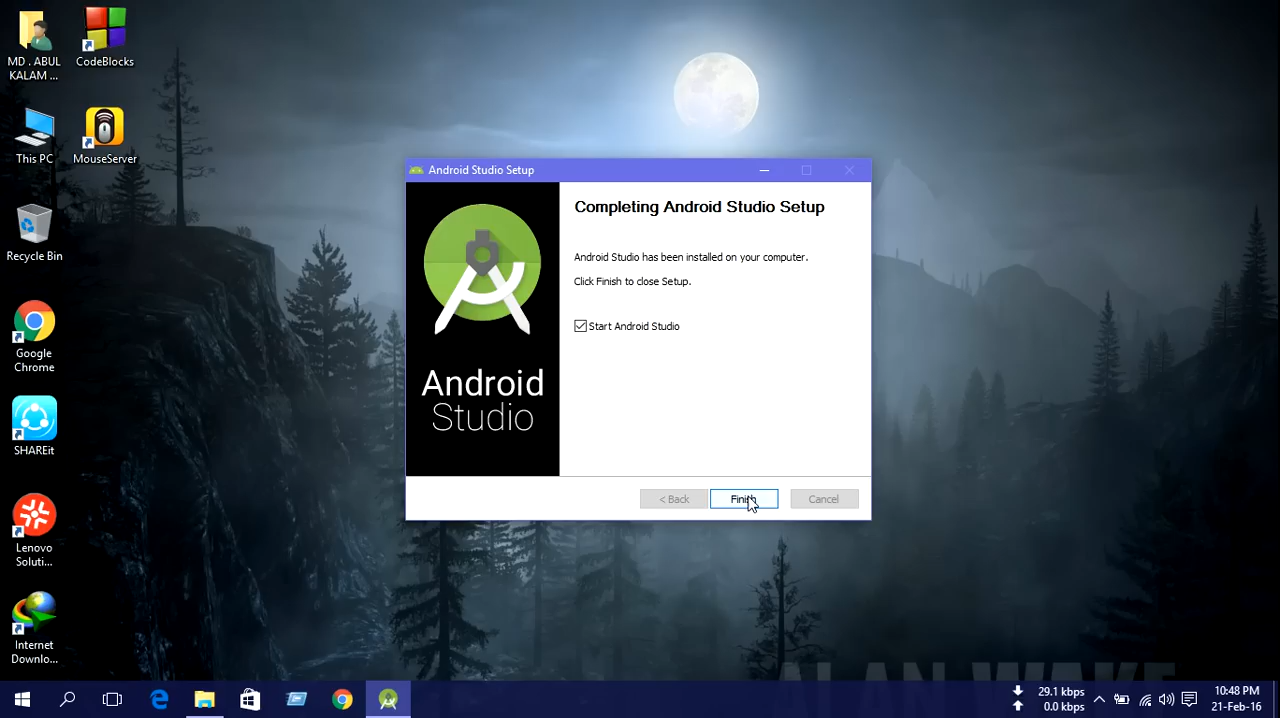 MD . ABUL
KALAM ...
CodeBlocks
This PC
MouseServer
Recycle Bin
Google
Chrome
SHAREit
Lenovo
Soluti...
Internet
Downlo...
Android Studio Setup
Android
Studio
Completing Android Studio Setup
Android Studio has been installed on your computer.
Click Finish to close Setup.
Start Android Studio
< Back
Finish
Cancel
ALAN WAKE
29.1 kbps
0.0 kbps
10:48 PM
21-Feb-16